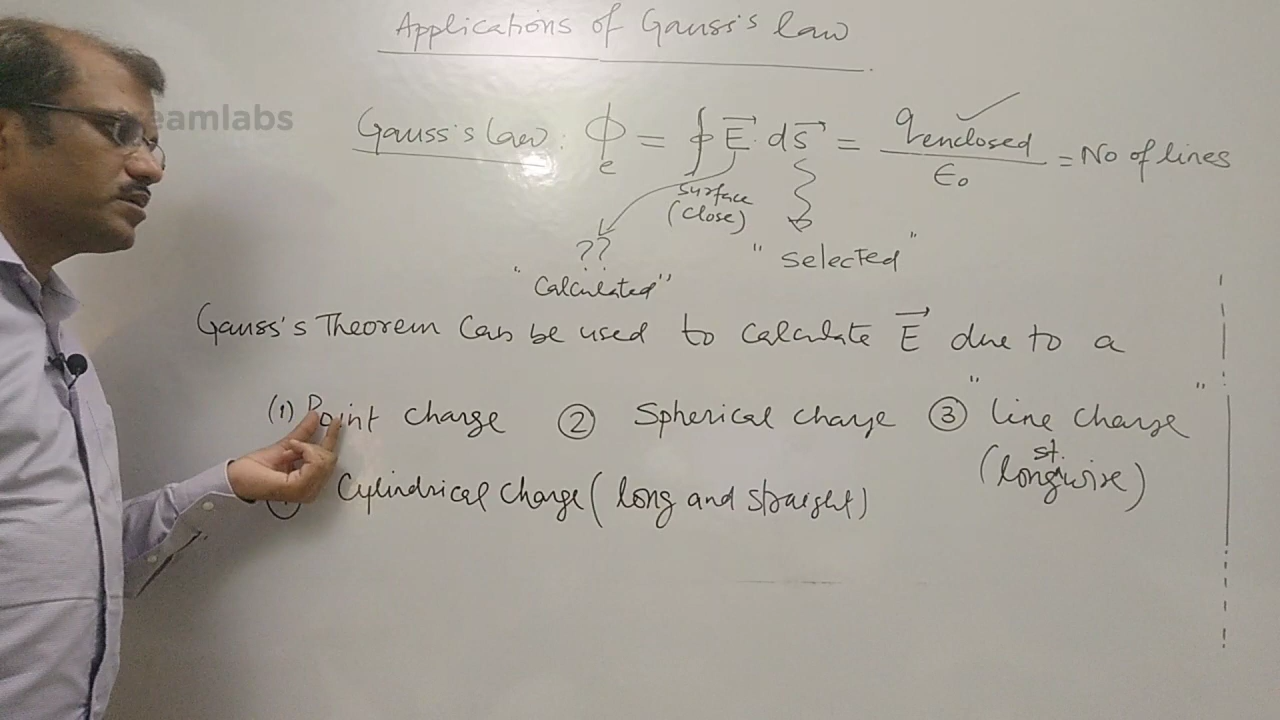 Applications of Gauss's law
eamlabs
Gauss's law: ϕe = ∮ E⃗. ds⃗ = qenclosed / ϵ₀ = No of lines
surface
(close)
??
"selected"
"Calculated"
Gauss's Theorem Can be used to Calculate E⃗ due to a
(1) Point charge ② Spherical charge ③ "line charge"
(long st. wire)
Cylindrical charge (long and straight)